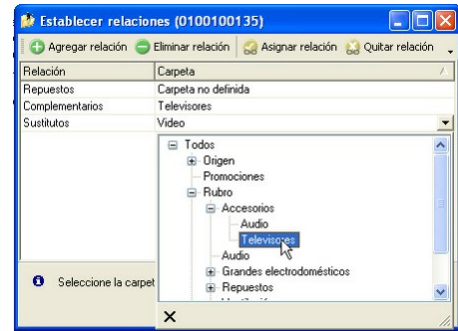 Establecer relaciones (0100100135)
Agregar relación Eliminar relación Asignar relación Quitar relación
Relación Carpeta
Repuestos Carpeta no definida
Complementarios Televisores
Sustitutos Video
Todos
Origen
Promociones
Rubro
Accesorios
Audio
Televisores
Audio
Grandes electrodomésticos
Repuestos
Seleccione la carpet